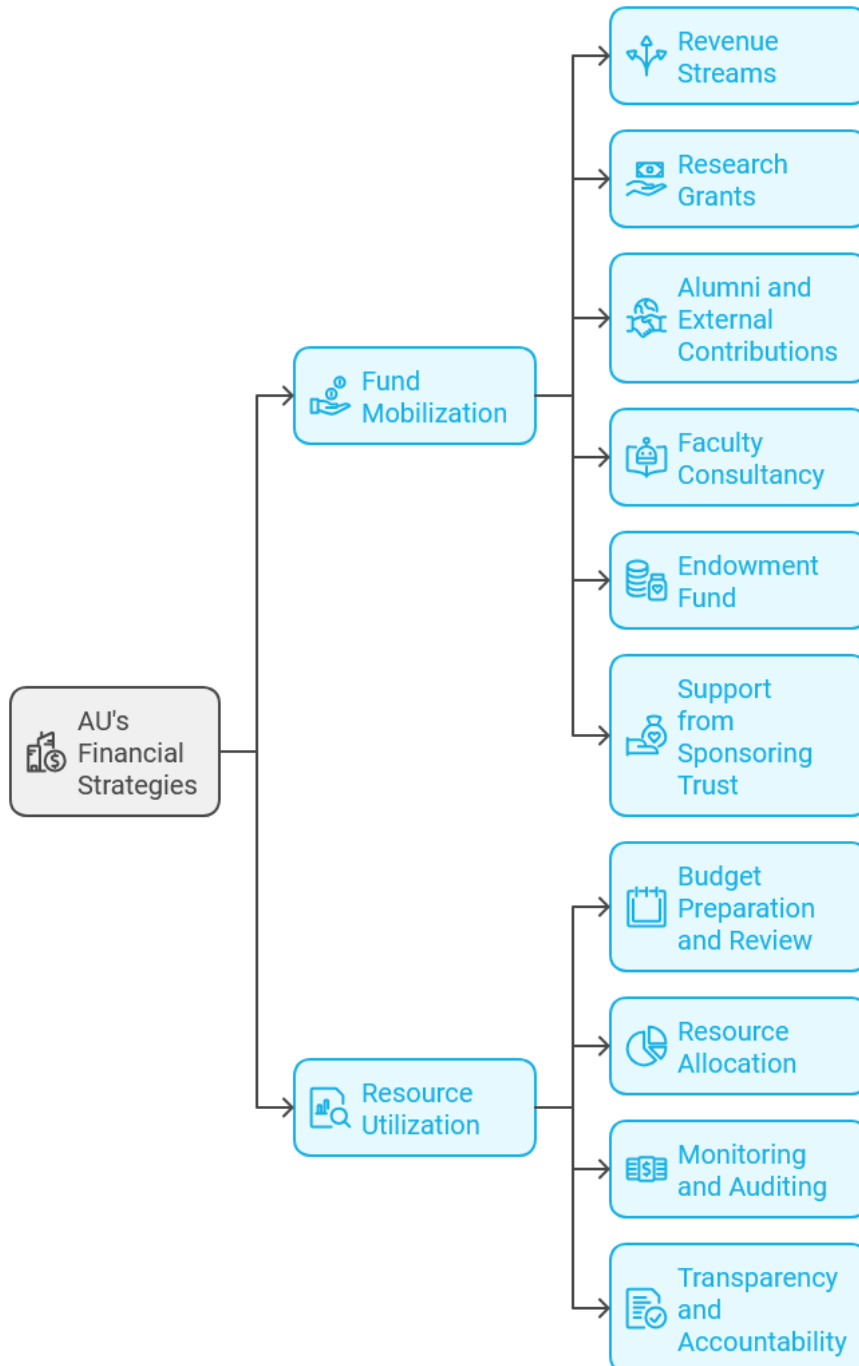 Revenue
Streams
Research
Grants
Alumni and
External
Contributions
Fund
Mobilization
Faculty
Consultancy
Endowment
Fund
Support
from
Sponsoring
Trust
AU's
Financial
Strategies
Budget
Preparation
and Review
Resource
Allocation
Resource
Utilization
Monitoring
and Auditing
Transparency
and
Accountability